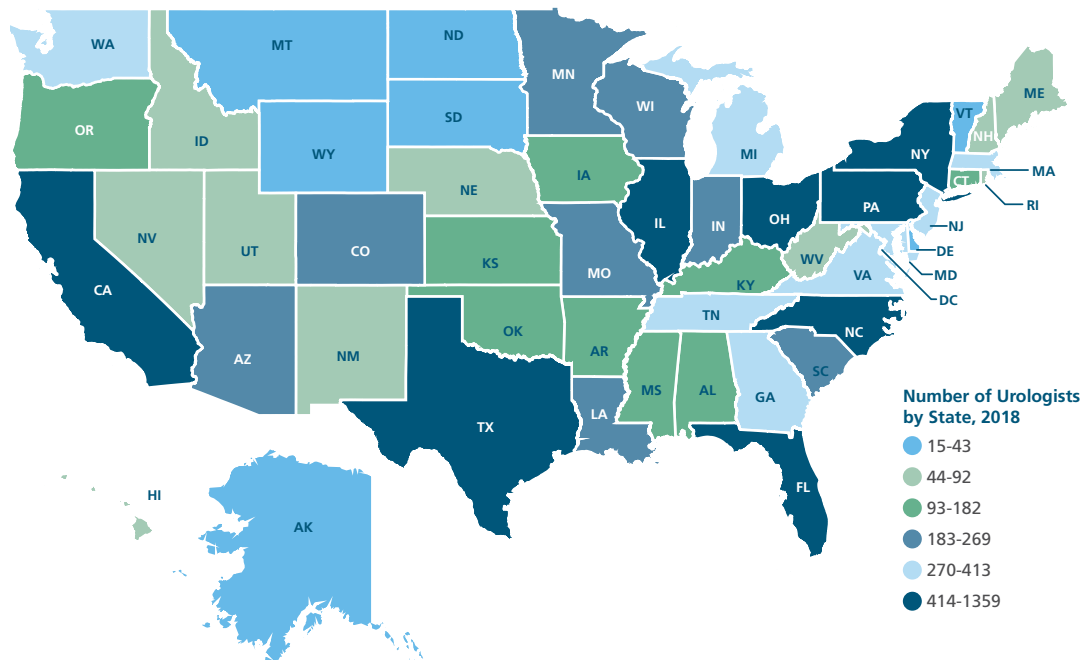 WA
MT
ND
MN
WI
MI
VT
ME
NH
OR
ID
SD
WY
NY
MA
CT
RI
IA
NE
PA
NJ
IL
IN
OH
DE
MD
DC
NV
UT
CO
KS
MO
WV
VA
KY
CA
AZ
NM
OK
AR
TN
NC
SC
MS
AL
GA
LA
TX
FL
HI
AK
Number of Urologists
by State, 2018
15-43
44-92
93-182
183-269
270-413
414-1359